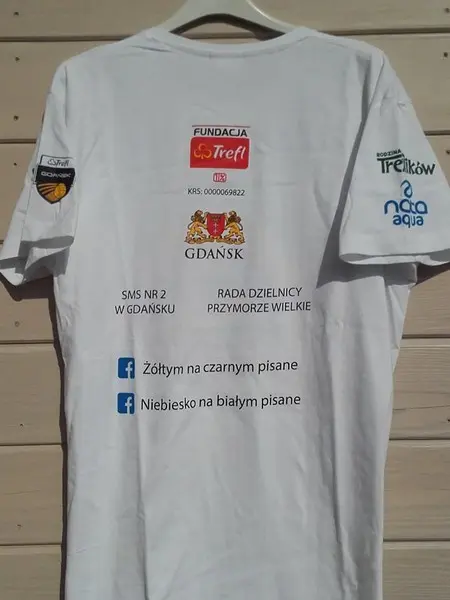 FUNDACJA
Trefl
1%
KRS: 0000069822
GDAŃSK
SMS NR 2
W GDAŃSKU
RADA DZIELNICY
PRZYMORZE WIELKIE
Żółtym na czarnym pisane
Niebiesko na białym pisane
Trefl
GDAŃSK
RODZINA
Treflików
nata
aqua